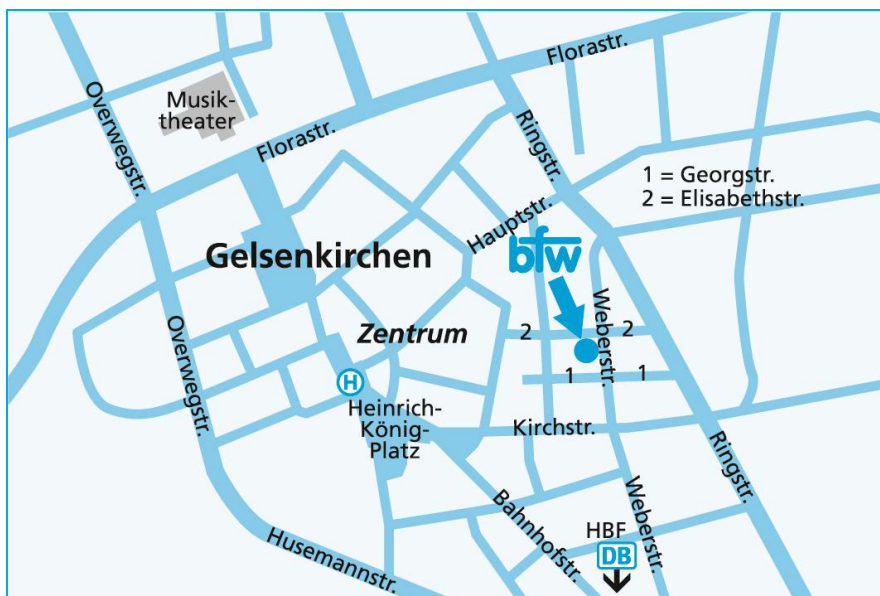 Florastr.
Overwegstr.
Musik-
theater
Florastr.
Ringstr.
1 = Georgstr.
2 = Elisabethstr.
Hauptstr.
bfw
Gelsenkirchen
Weberstr.
Zentrum
2
2
Overwegstr.
H
1
1
Heinrich-
König-
Platz
Kirchstr.
Ringstr.
Bahnhofstr.
Weberstr.
HBF
DB
Husemannstr.